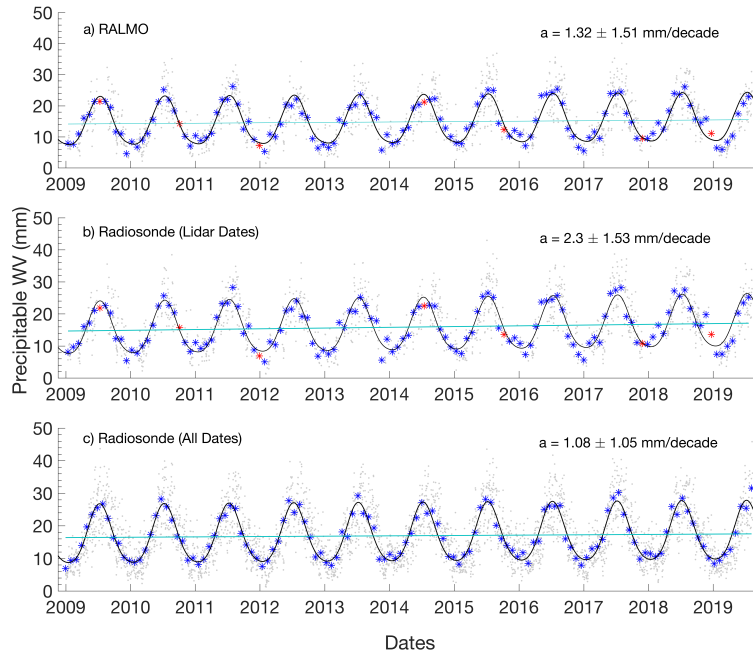 a) RALMO
a = 1.32 ± 1.51 mm/decade
50
40
30
20
10
0
2009 2010 2011 2012 2013 2014 2015 2016 2017 2018 2019
Precipitable WV (mm)
b) Radiosonde (Lidar Dates)
a = 2.3 ± 1.53 mm/decade
50
40
30
20
10
0
2009 2010 2011 2012 2013 2014 2015 2016 2017 2018 2019
c) Radiosonde (All Dates)
a = 1.08 ± 1.05 mm/decade
50
40
30
20
10
0
2009 2010 2011 2012 2013 2014 2015 2016 2017 2018 2019
Dates